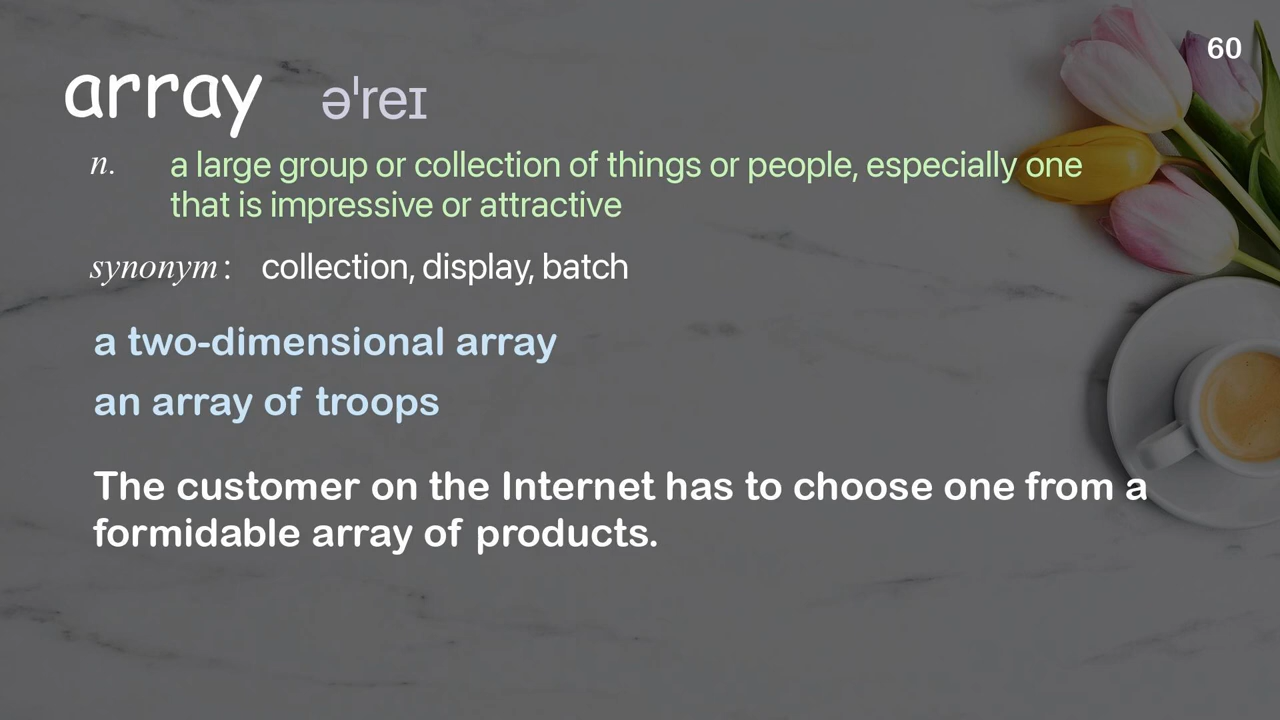 60
array əˈreɪ
n. a large group or collection of things or people, especially one
that is impressive or attractive
synonym: collection, display, batch
a two-dimensional array
an array of troops
The customer on the Internet has to choose one from a
formidable array of products.